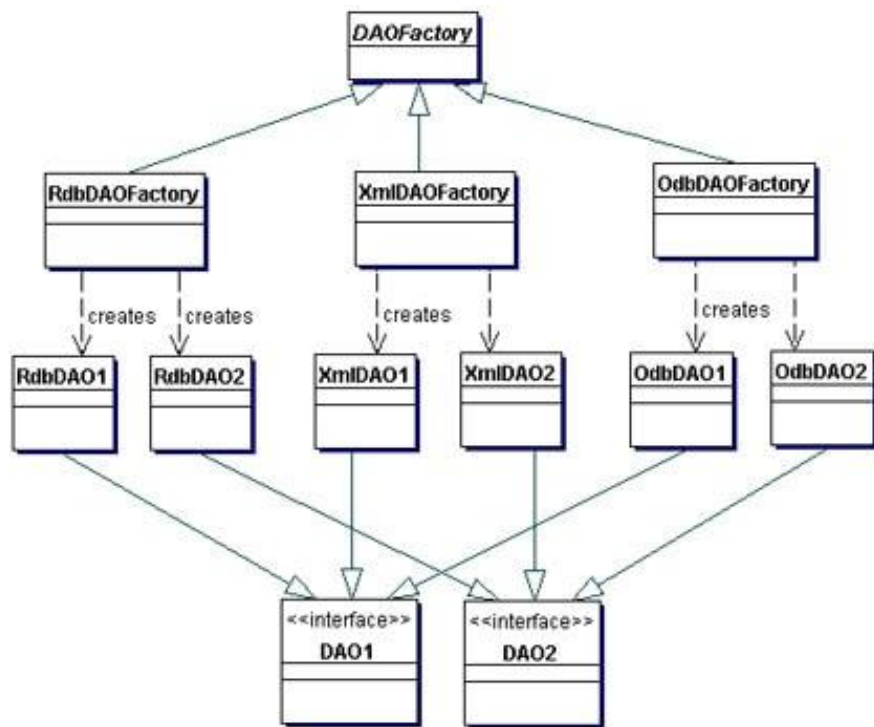 DAOFactory
RdbDAOFactory
XmlDAOFactory
OdbDAOFactory
creates
creates
creates
creates
RdbDAO1
RdbDAO2
XmlDAO1
XmlDAO2
OdbDAO1
OdbDAO2
<<interface>>
DAO1
<<interface>>
DAO2